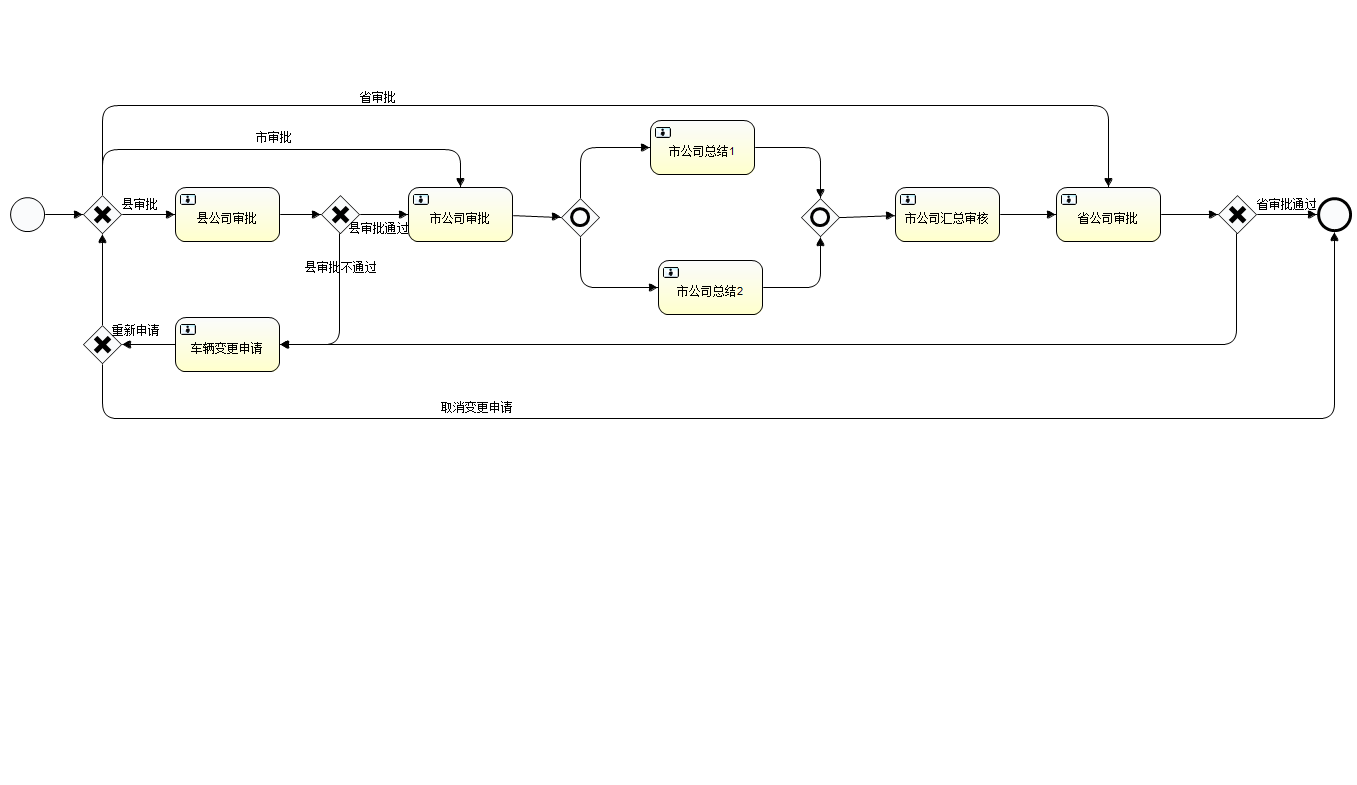 省审批
市审批
市公司总结1
县审批
县公司审批
县审批通过
市公司审批
市公司汇总审核
省公司审批
省审批通过
县审批不通过
市公司总结2
重新申请
车辆变更申请
取消变更申请